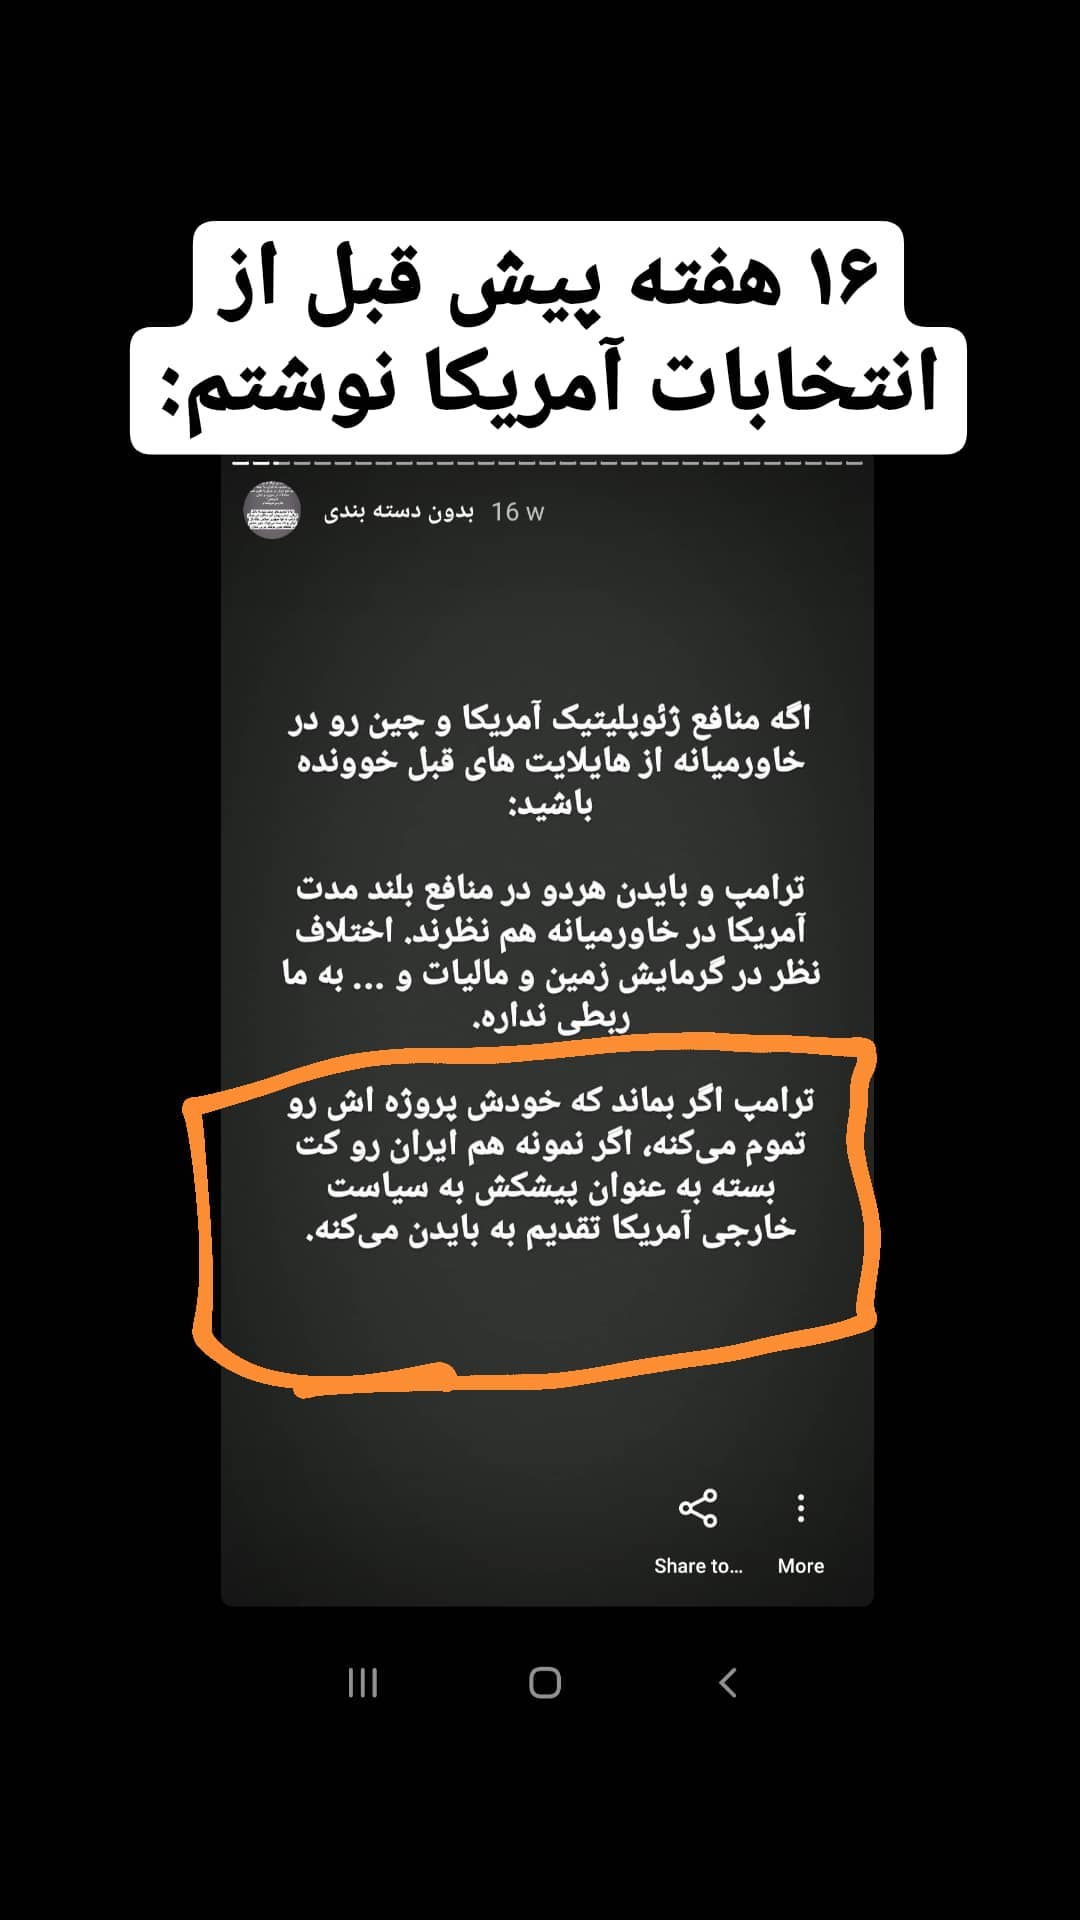 ۱۶ هفته پیش قبل از
انتخابات آمریکا نوشتم:
بدون دسته بندی 16 w
اگه منافع ژئوپلیتیک آمریکا و چین رو در
خاورمیانه از هایلایت های قبل خوونده
باشید:
ترامپ و بایدن هردو در منافع بلند مدت
آمریکا در خاورمیانه هم نظرند. اختلاف
نظر در گرمایش زمین و مالیات و ... به ما
ربطی نداره.
ترامپ اگر بماند که خودش پروژه اش رو
تموم می‌کنه، اگر نمونه هم ایران رو کت
بسته به عنوان پیشکش به سیاست
خارجی آمریکا تقدیم به بایدن می‌کنه.
Share to... More